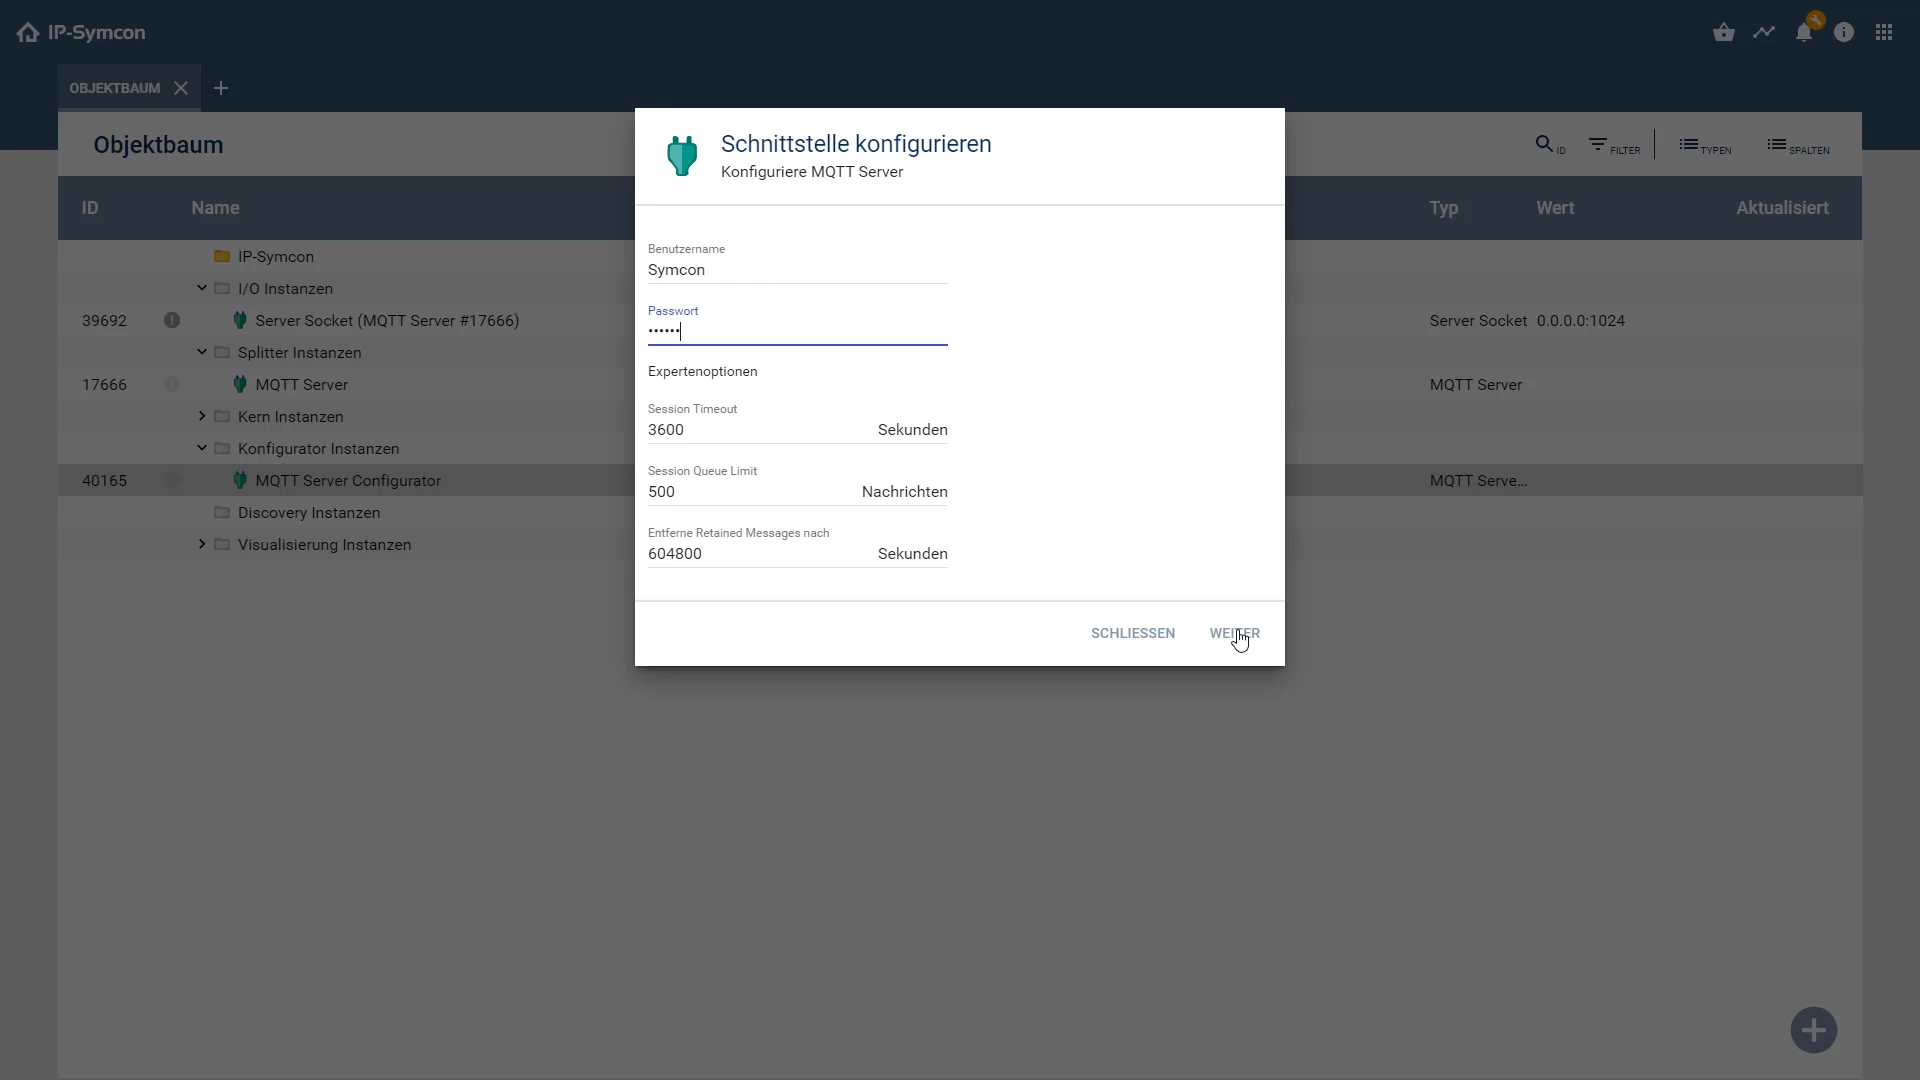 IP-Symcon
OBJEKTBAUM
Objektbaum
ID
FILTER
TYPEN
SPALTEN
ID
Name
Typ
Wert
Aktualisiert
IP-Symcon
I/O Instanzen
39692
Server Socket (MQTT Server #17666)
Server Socket
0.0.0.0:1024
Splitter Instanzen
17666
MQTT Server
MQTT Server
Kern Instanzen
Konfigurator Instanzen
40165
MQTT Server Configurator
MQTT Serve...
Discovery Instanzen
Visualisierung Instanzen
Schnittstelle konfigurieren
Konfiguriere MQTT Server
Benutzername
Symcon
Passwort
••••••
Expertenoptionen
Session Timeout
3600 Sekunden
Session Queue Limit
500 Nachrichten
Entferne Retained Messages nach
604800 Sekunden
SCHLIESSEN
WEITER